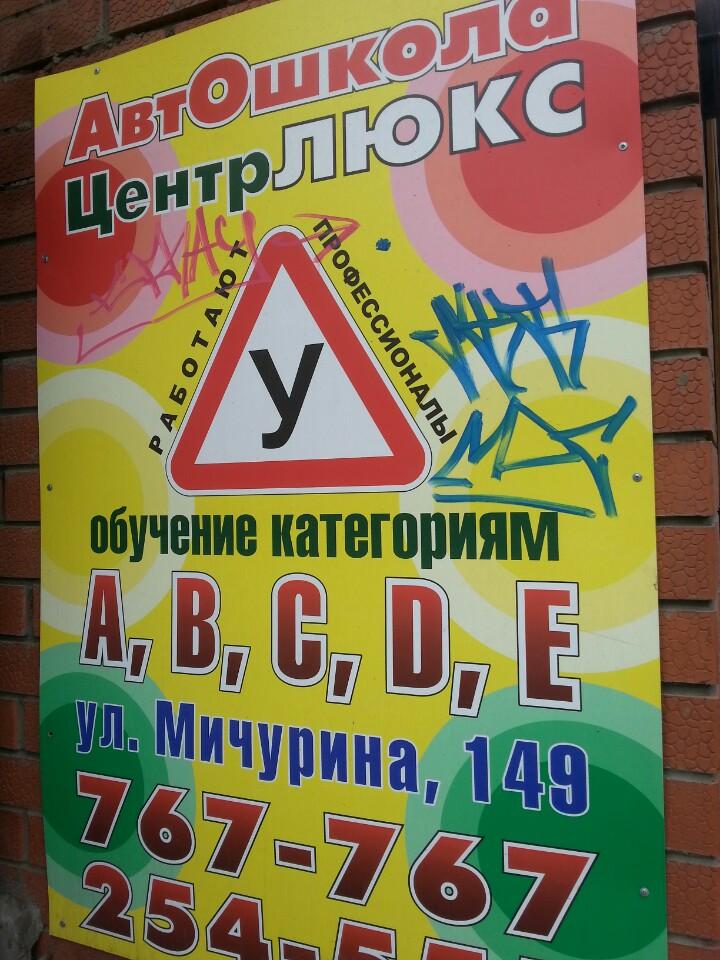 АвтОшкола
ЦентрЛЮКС
РАБОТАЮТ
ПРОФЕССИОНАЛЫ
У
обучение категориям
A, B, C, D, E
ул. Мичурина, 149
767-767